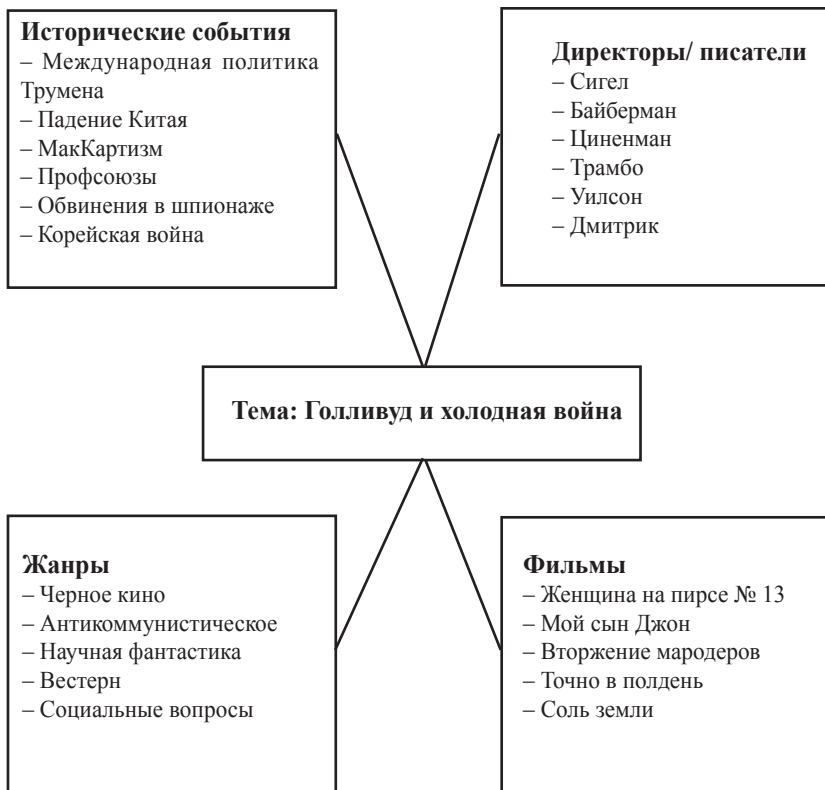 Исторические события
– Международная политика
Трумена
– Падение Китая
– МакКартизм
– Профсоюзы
– Обвинения в шпионаже
– Корейская война
Директоры/ писатели
– Сигел
– Байберман
– Циненман
– Трамбо
– Уилсон
– Дмитрик
Тема: Голливуд и холодная война
Жанры
– Черное кино
– Антикоммунистическое
– Научная фантастика
– Вестерн
– Социальные вопросы
Фильмы
– Женщина на пирсе № 13
– Мой сын Джон
– Вторжение мародеров
– Точно в полдень
– Соль земли